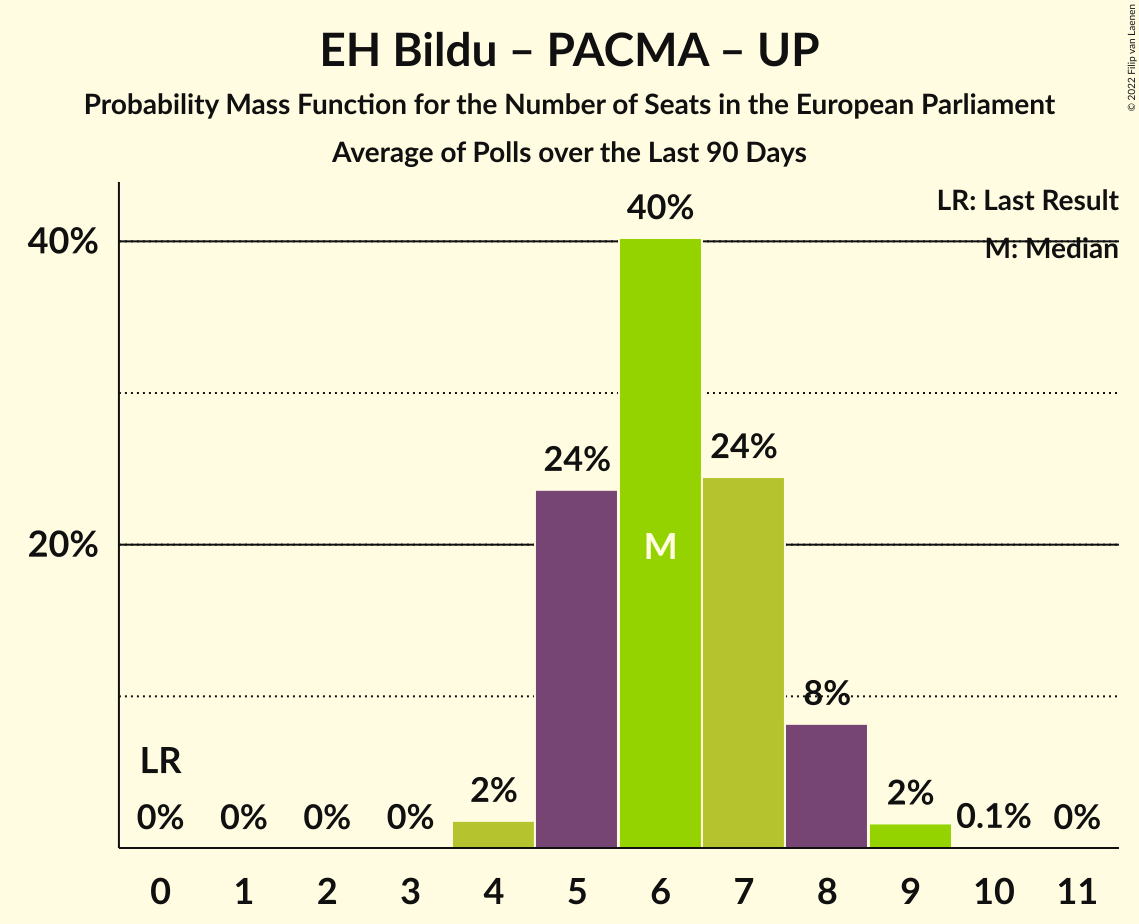 EH Bildu – PACMA – UP
Probability Mass Function for the Number of Seats in the European Parliament
Average of Polls over the Last 90 Days
© 2022 Filip van Laenen
LR: Last Result
M: Median
40%
20%
LR
0%
0%
0%
0%
2%
24%
40%
M
24%
8%
2%
0.1%
0%
0 1 2 3 4 5 6 7 8 9 10 11